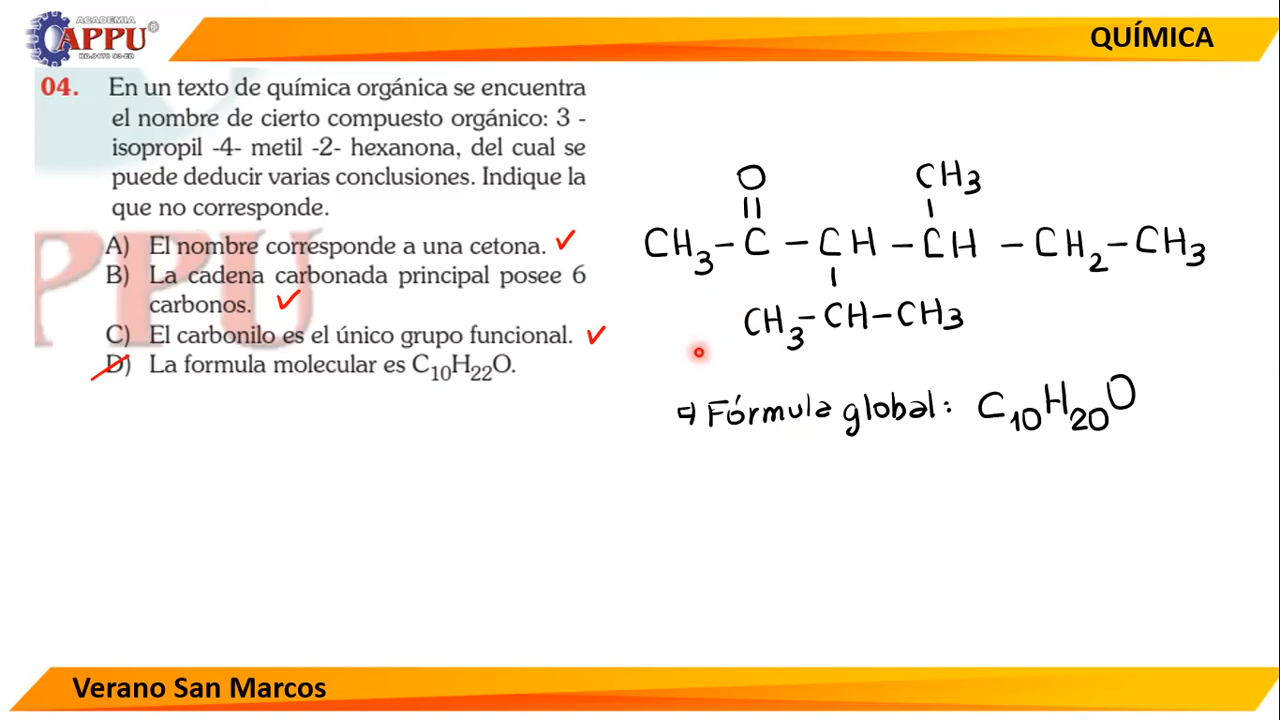 ACADEMIA
APPU®
QUÍMICA
04. En un texto de química orgánica se encuentra
el nombre de cierto compuesto orgánico: 3 -
isopropil -4- metil -2- hexanona, del cual se
puede deducir varias conclusiones. Indique la
que no corresponde.
A) El nombre corresponde a una cetona. ✓
B) La cadena carbonada principal posee 6
carbonos. ✓
C) El carbonilo es el único grupo funcional. ✓
D) La formula molecular es C₁₀H₂₂O.
O CH₃
CH₃ – C – CH – CH – CH₂ – CH₃
CH₃ – CH – CH₃
⇒ Fórmula global: C₁₀H₂₀O
Verano San Marcos